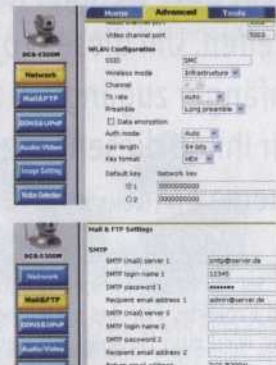 Home Advanced Tools
Video channel port 5003
DCS-5300W
WLAN Configuration
SSID SMC
Network
Wireless mode Infrastructure
Channel
TX rate Auto
Mail&FTP
Preamble Long preamble
Data encryption
DDNS&UPnP
Auth mode Auto
Key length 64 bits
Audio/Video
Key format HEX
Default key Network key
Image Setting
1 0000000000
2 0000000000
Mail & FTP Settings
SMTP
DCS-5300W
SMTP (mail) server 1 smtp@server.de
Network
SMTP login name 1 12345
SMTP password 1 *******
Mail&FTP
Recipient email address 1 admin@server.de
SMTP (mail) server 2
DDNS&UPnP
SMTP login name 2
SMTP password 2
Audio/Video
Recipient email address 2
Return email address